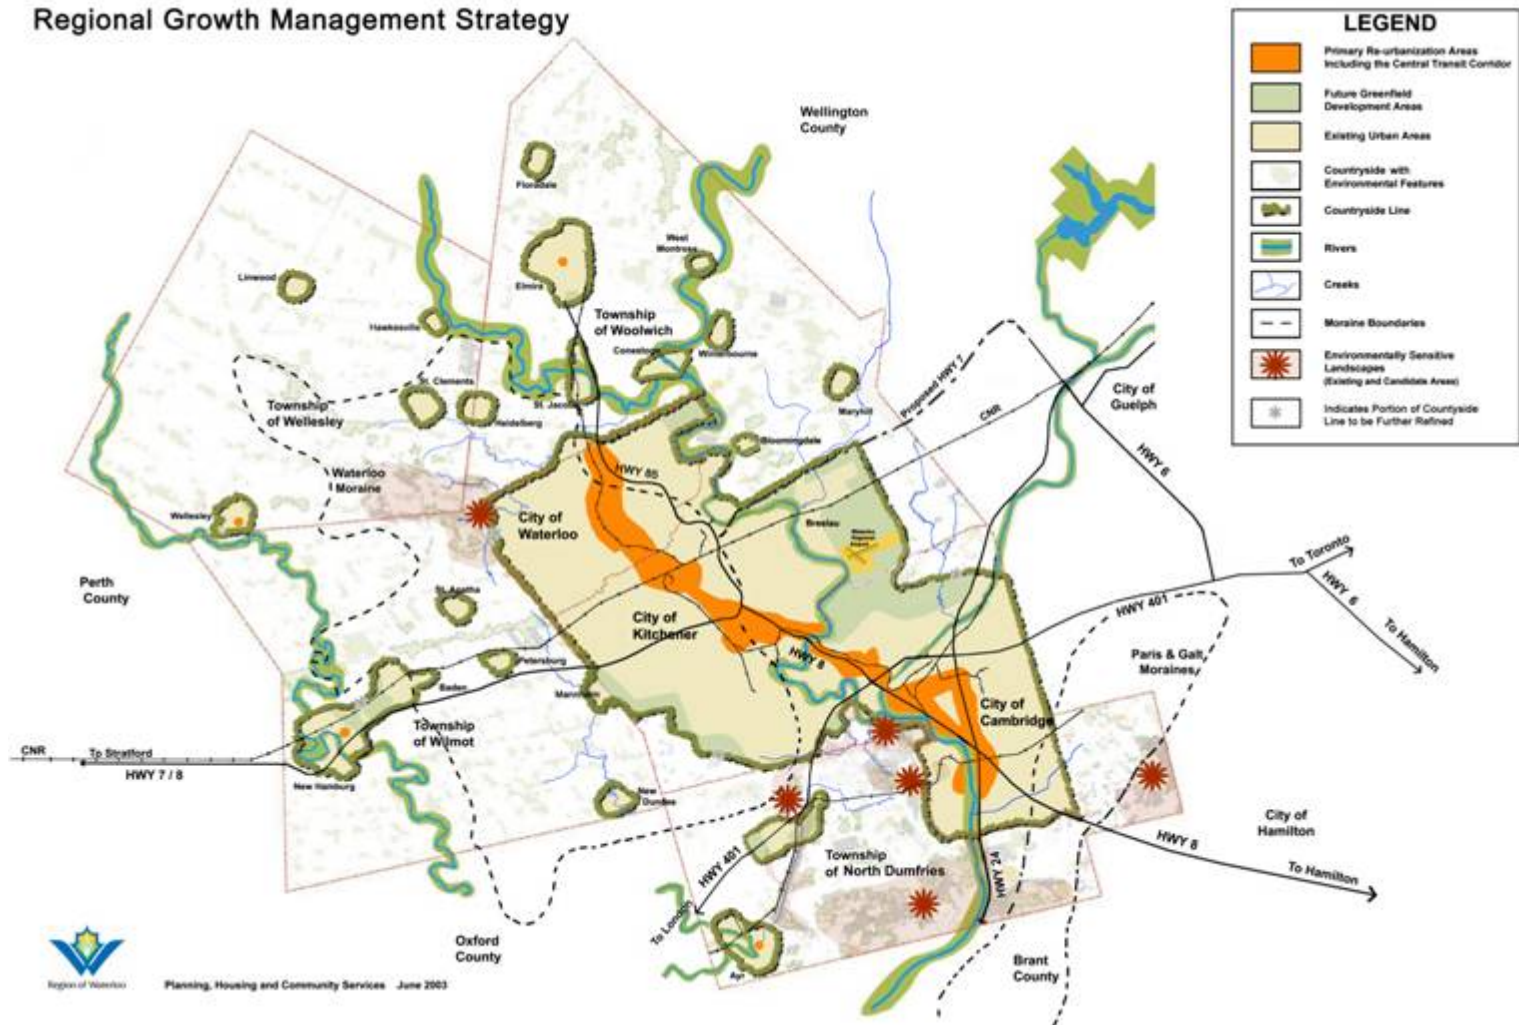 Regional Growth Management Strategy
LEGEND
Primary Re-urbanization Areas
Including the Central Transit Corridor
Future Greenfield
Development Areas
Existing Urban Areas
Countryside with
Environmental Features
Countryside Line
Rivers
Creeks
Moraine Boundaries
Environmentally Sensitive
Landscapes
(Existing and Candidate Areas)
Indicates Portion of Countryside
Line to be Further Refined
Wellington
County
Floradale
West
Montrose
Linwood
Elmira
Hawkesville
Township
of Woolwich
Conestogo
Winterbourne
Proposed HWY 7
CNR
City of
Guelph
St. Clements
St. Jacobs
Maryhill
Township
of Wellesley
Heidelberg
Bloomingdale
HWY 6
Waterloo
Moraine
HWY 85
Wellesley
City of
Waterloo
Breslau
Waterloo
Regional
Airport
To Toronto
HWY 6
Perth
County
St. Agatha
City of
Kitchener
HWY 401
To Hamilton
Petersburg
HWY 8
Paris & Galt
Moraines
Baden
Mannheim
City of
Cambridge
Township
of Wilmot
CNR
To Stratford
HWY 7 / 8
New Hamburg
New
Dundee
City of
Hamilton
HWY 8
To Hamilton
HWY 401
Township
of North Dumfries
HWY 24
To London
Oxford
County
Ayr
Brant
County
Region of Waterloo
Planning, Housing and Community Services June 2003